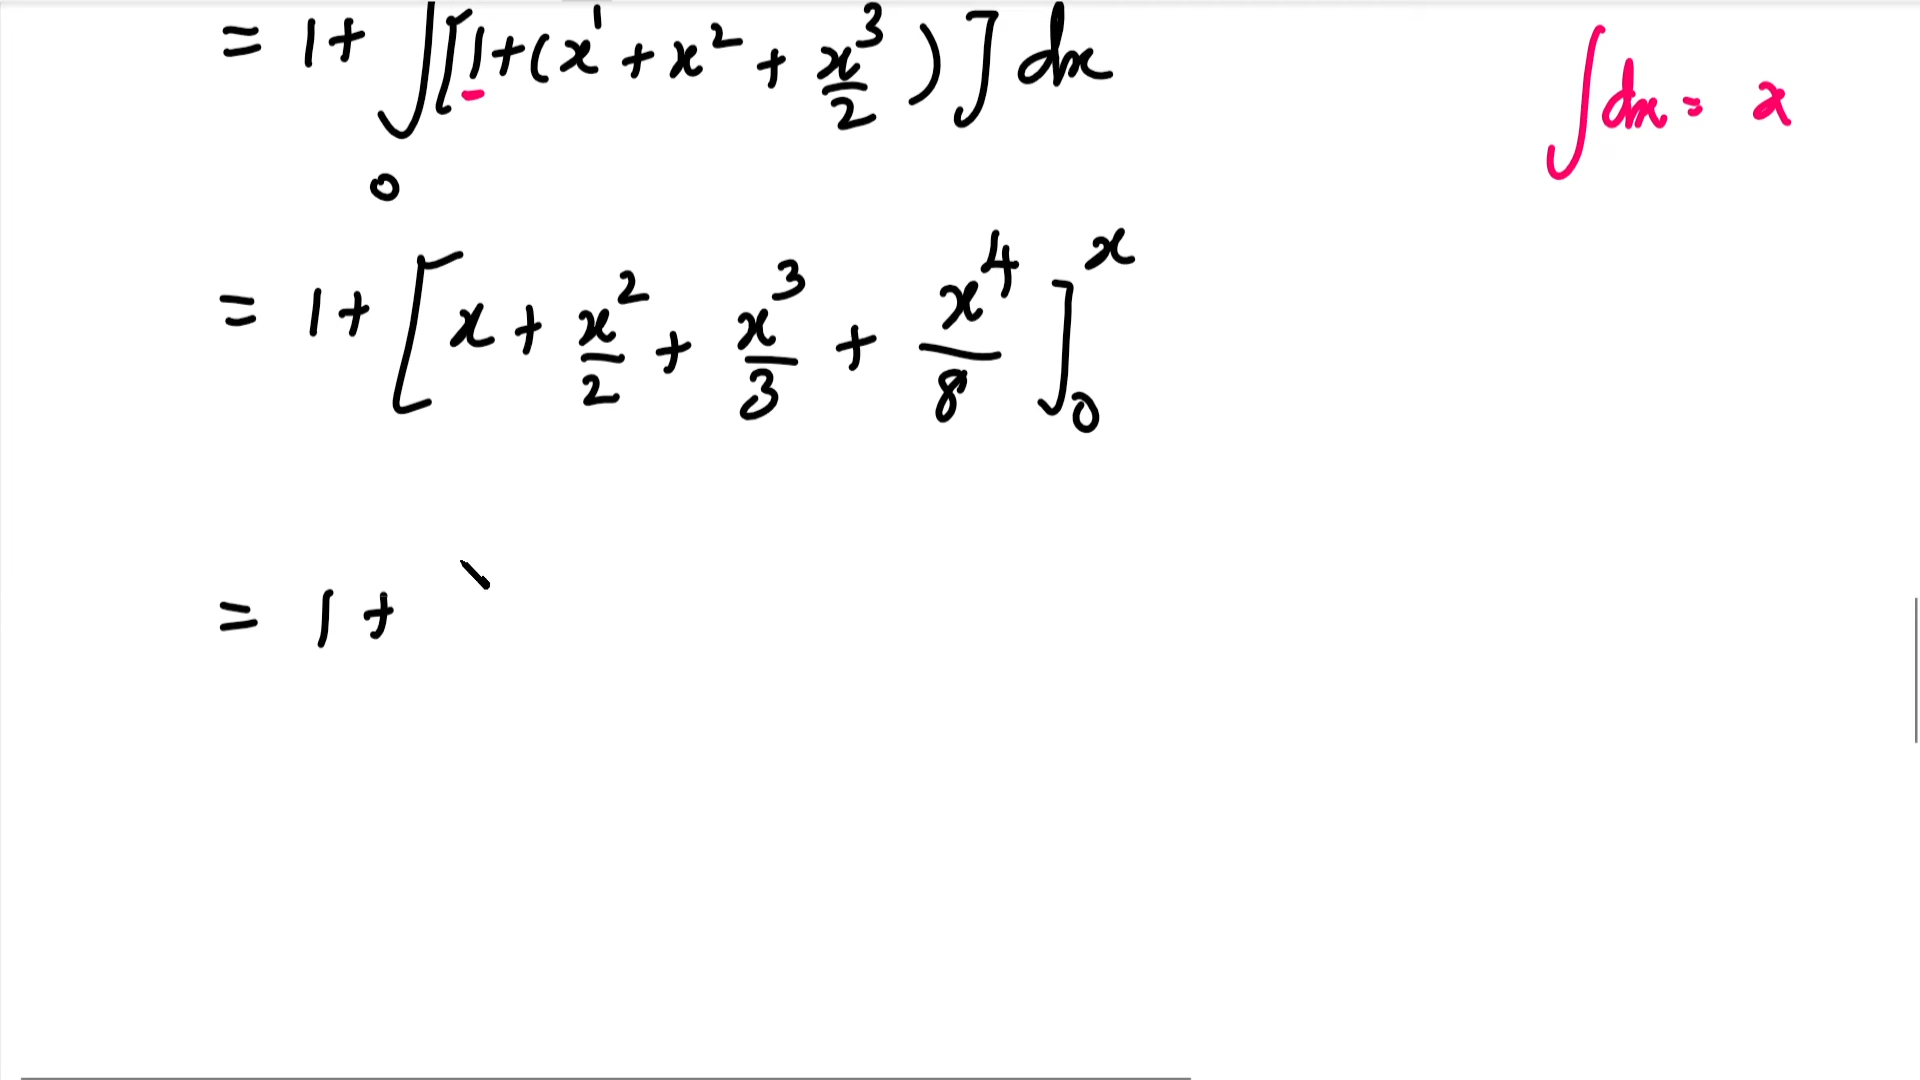 = 1 + ∫₀ [1 + (x¹ + x² + x³/2)] dx
∫dx = x
= 1 + [x + x²/2 + x³/3 + x⁴/8]₀ˣ
= 1 +